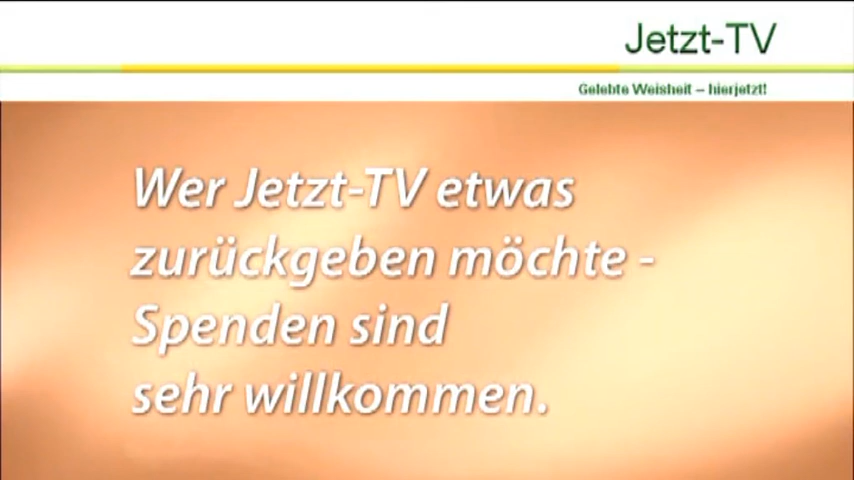 Jetzt-TV
Gelebte Weisheit – hierjetzt!
Wer Jetzt-TV etwas
zurückgeben möchte -
Spenden sind
sehr willkommen.